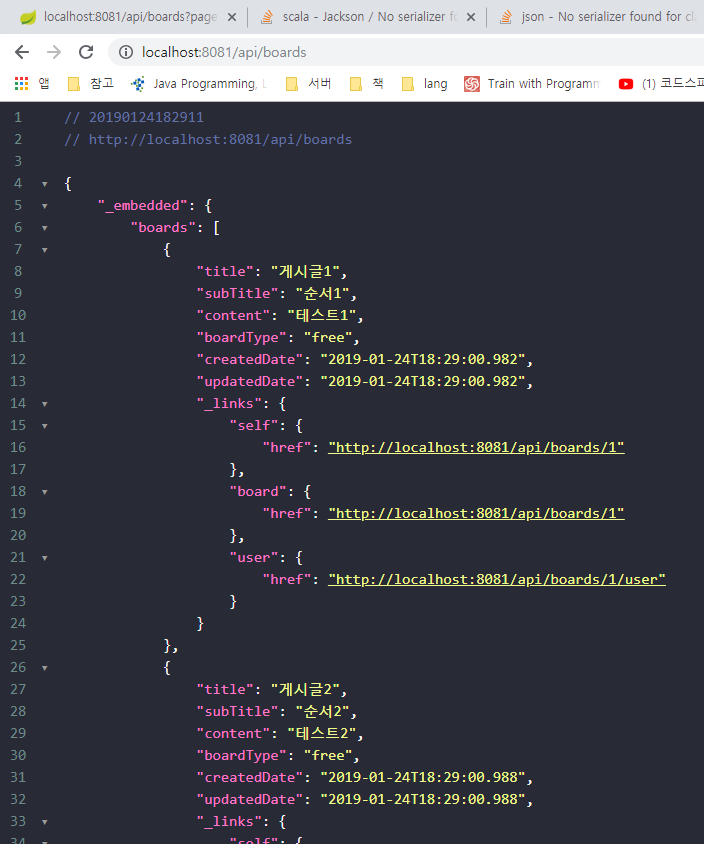 localhost:8081/api/boards?page
scala - Jackson / No serializer f
json - No serializer found for cl
localhost:8081/api/boards
앱 참고 Java Programming, 서버 책 lang Train with Programm (1) 코드스피
1 // 20190124182911
2 // http://localhost:8081/api/boards
3
4 {
5 "_embedded": {
6 "boards": [
7 {
8 "title": "게시글1",
9 "subTitle": "순서1",
10 "content": "테스트1",
11 "boardType": "free",
12 "createdDate": "2019-01-24T18:29:00.982",
13 "updatedDate": "2019-01-24T18:29:00.982",
14 "_links": {
15 "self": {
16 "href": "http://localhost:8081/api/boards/1"
17 },
18 "board": {
19 "href": "http://localhost:8081/api/boards/1"
20 },
21 "user": {
22 "href": "http://localhost:8081/api/boards/1/user"
23 }
24 }
25 },
26 {
27 "title": "게시글2",
28 "subTitle": "순서2",
29 "content": "테스트2",
30 "boardType": "free",
31 "createdDate": "2019-01-24T18:29:00.988",
32 "updatedDate": "2019-01-24T18:29:00.988",
33 "_links": {
34 "self": {